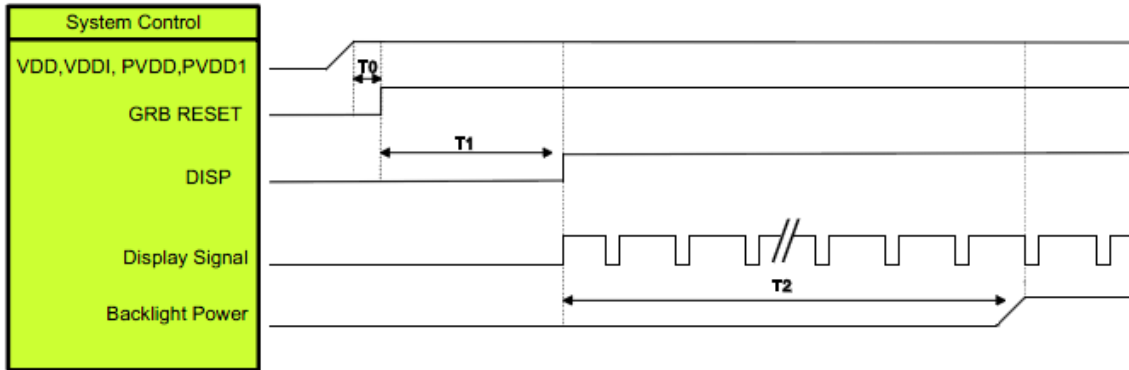 System Control
VDD,VDDI, PVDD,PVDD1
T0
GRB RESET
T1
DISP
Display Signal
T2
Backlight Power